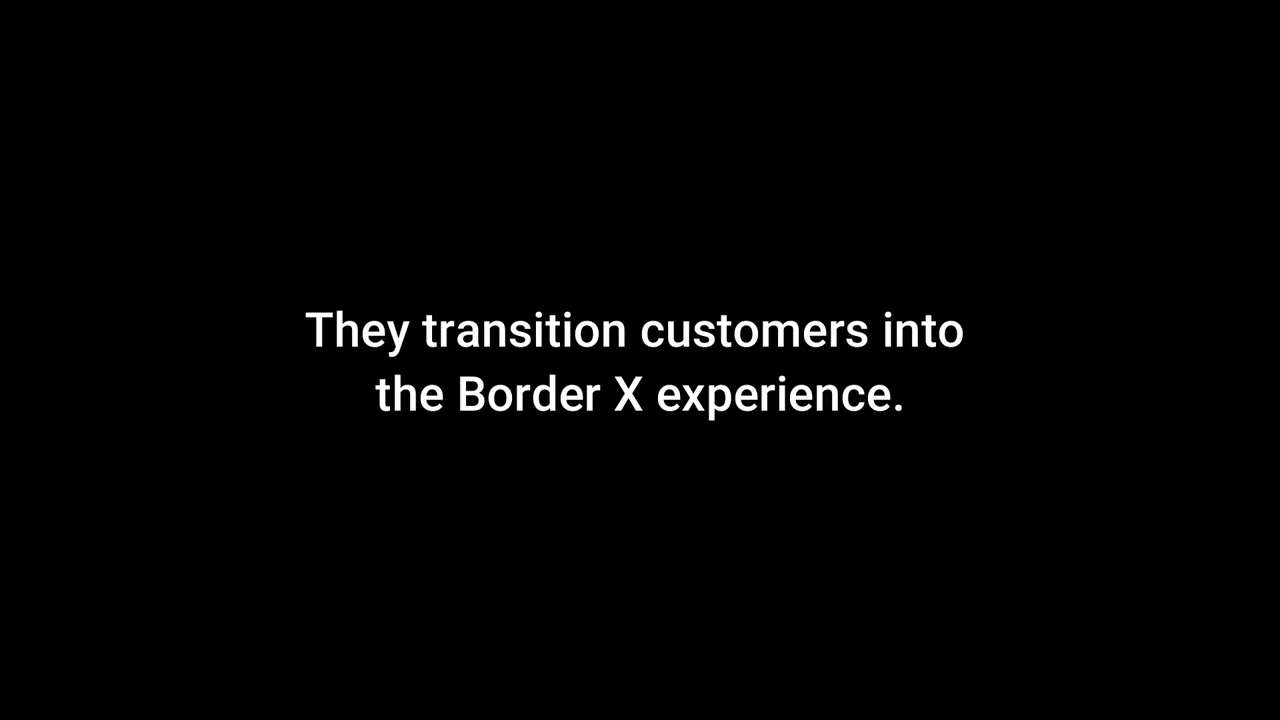 They transition customers into
the Border X experience.